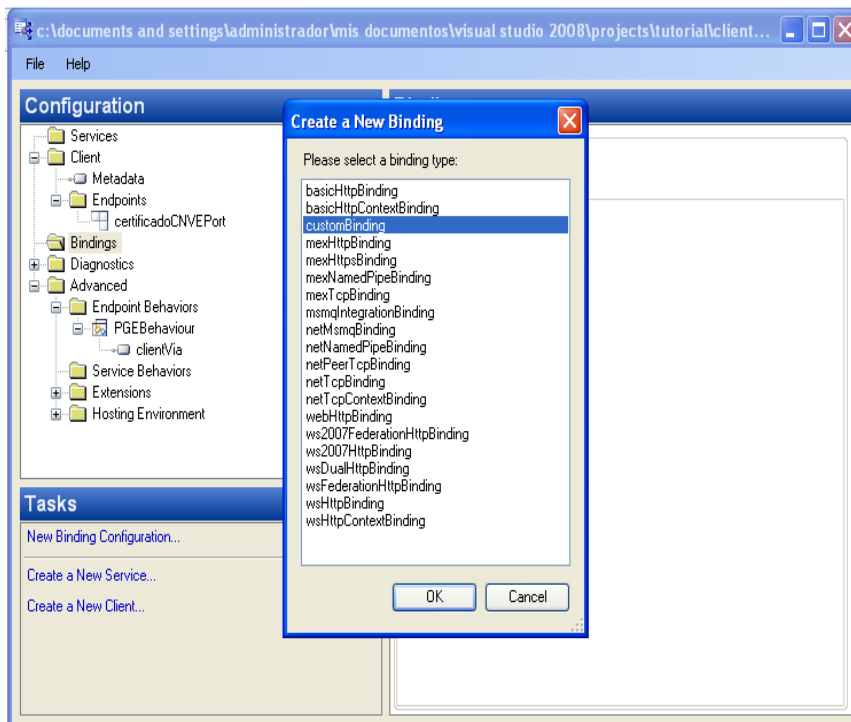 c:\documents and settings\administrador\mis documentos\visual studio 2008\projects\tutorial\client...
File Help
Configuration
Services
Client
Metadata
Endpoints
certificadoCNVEPort
Bindings
Diagnostics
Advanced
Endpoint Behaviors
PGEBehaviour
clientVia
Service Behaviors
Extensions
Hosting Environment
Tasks
New Binding Configuration...
Create a New Service...
Create a New Client...
Create a New Binding
Please select a binding type:
basicHttpBinding
basicHttpContextBinding
customBinding
mexHttpBinding
mexHttpsBinding
mexNamedPipeBinding
mexTcpBinding
msmqIntegrationBinding
netMsmqBinding
netNamedPipeBinding
netPeerTcpBinding
netTcpBinding
netTcpContextBinding
webHttpBinding
ws2007FederationHttpBinding
ws2007HttpBinding
wsDualHttpBinding
wsFederationHttpBinding
wsHttpBinding
wsHttpContextBinding
OK Cancel